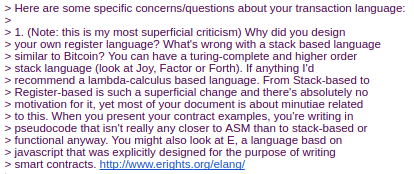 > Here are some specific concerns/questions about your transaction language:
>
> 1. (Note: this is my most superficial criticism) Why did you design
> your own register language? What's wrong with a stack based language
> similar to Bitcoin? You can have a turing-complete and higher order
> stack language (look at Joy, Factor or Forth). If anything I'd
> recommend a lambda-calculus based language. From Stack-based to
> Register-based is such a superficial change and there's absolutely no
> motivation for it, yet most of your document is about minutiae related
> to this. When you present your contract examples, you're writing in
> pseudocode that isn't really any closer to ASM than to stack-based or
> functional anyway. You might also look at E, a language basd on
> javascript that was explicitly designed for the purpose of writing
> smart contracts. http://www.erights.org/elang/